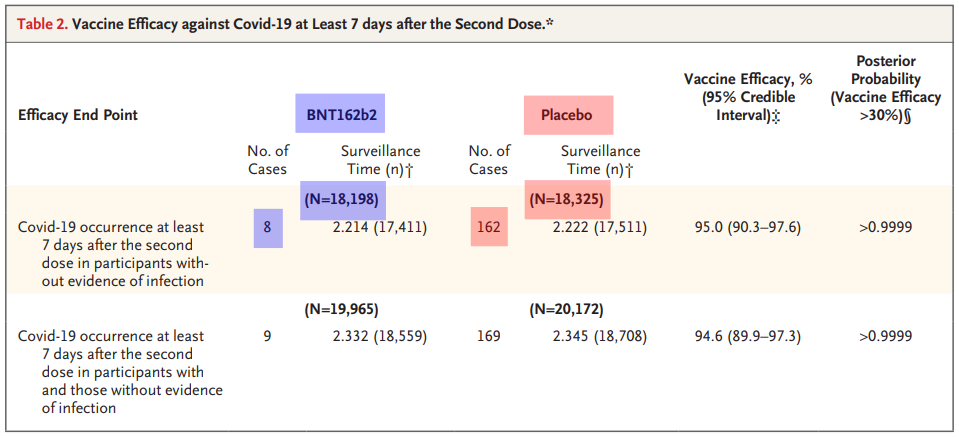 Table 2. Vaccine Efficacy against Covid-19 at Least 7 days after the Second Dose.*
Efficacy End Point BNT162b2 Placebo Vaccine Efficacy, % (95% Credible Interval)‡ Posterior Probability (Vaccine Efficacy >30%)§
No. of Cases Surveillance Time (n)† No. of Cases Surveillance Time (n)†
(N=18,198) (N=18,325)
Covid-19 occurrence at least 8 2.214 (17,411) 162 2.222 (17,511) 95.0 (90.3–97.6) >0.9999
7 days after the second
dose in participants with-
out evidence of infection
(N=19,965) (N=20,172)
Covid-19 occurrence at least 9 2.332 (18,559) 169 2.345 (18,708) 94.6 (89.9–97.3) >0.9999
7 days after the second
dose in participants with
and those without evidence
of infection